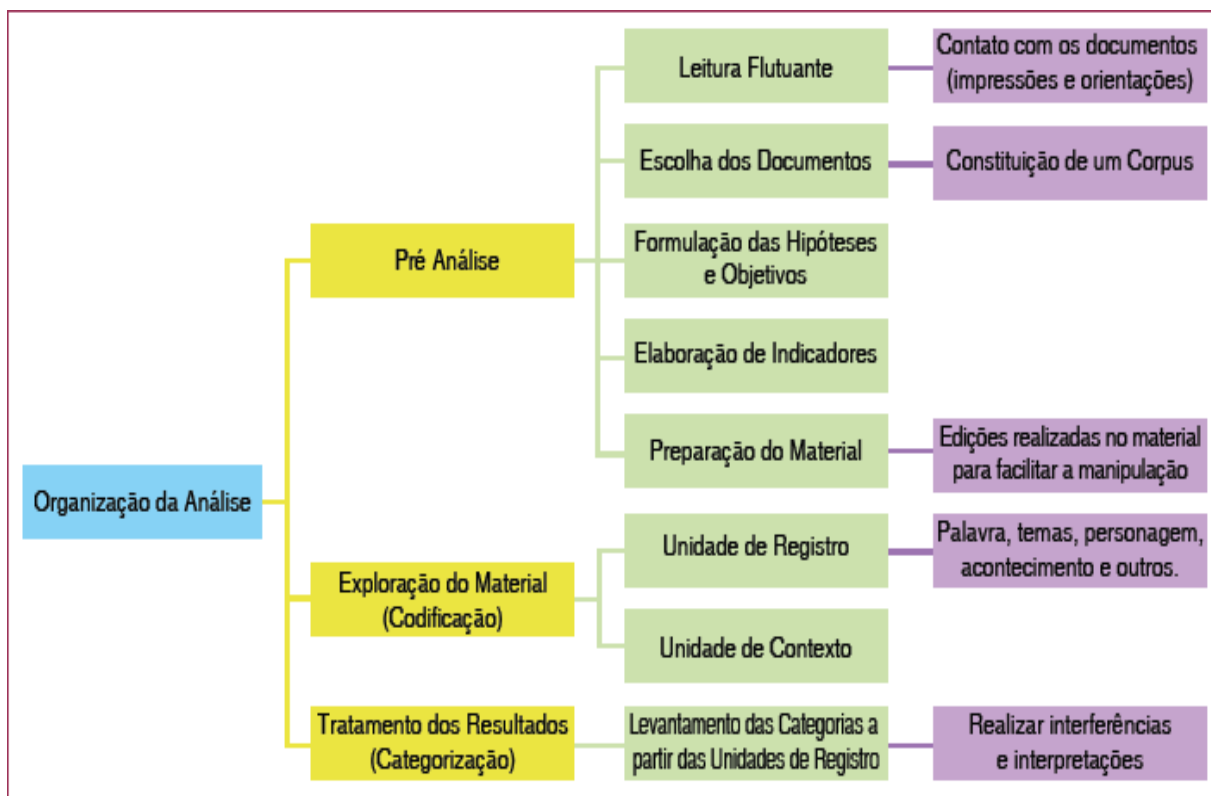 Organização da Análise
Pré Análise
Leitura Flutuante
Contato com os documentos
(impressões e orientações)
Escolha dos Documentos
Constituição de um Corpus
Formulação das Hipóteses
e Objetivos
Elaboração de Indicadores
Preparação do Material
Edições realizadas no material
para facilitar a manipulação
Exploração do Material
(Codificação)
Unidade de Registro
Palavra, temas, personagem,
acontecimento e outros.
Unidade de Contexto
Tratamento dos Resultados
(Categorização)
Levantamento das Categorias a
partir das Unidades de Registro
Realizar interferências
e interpretações